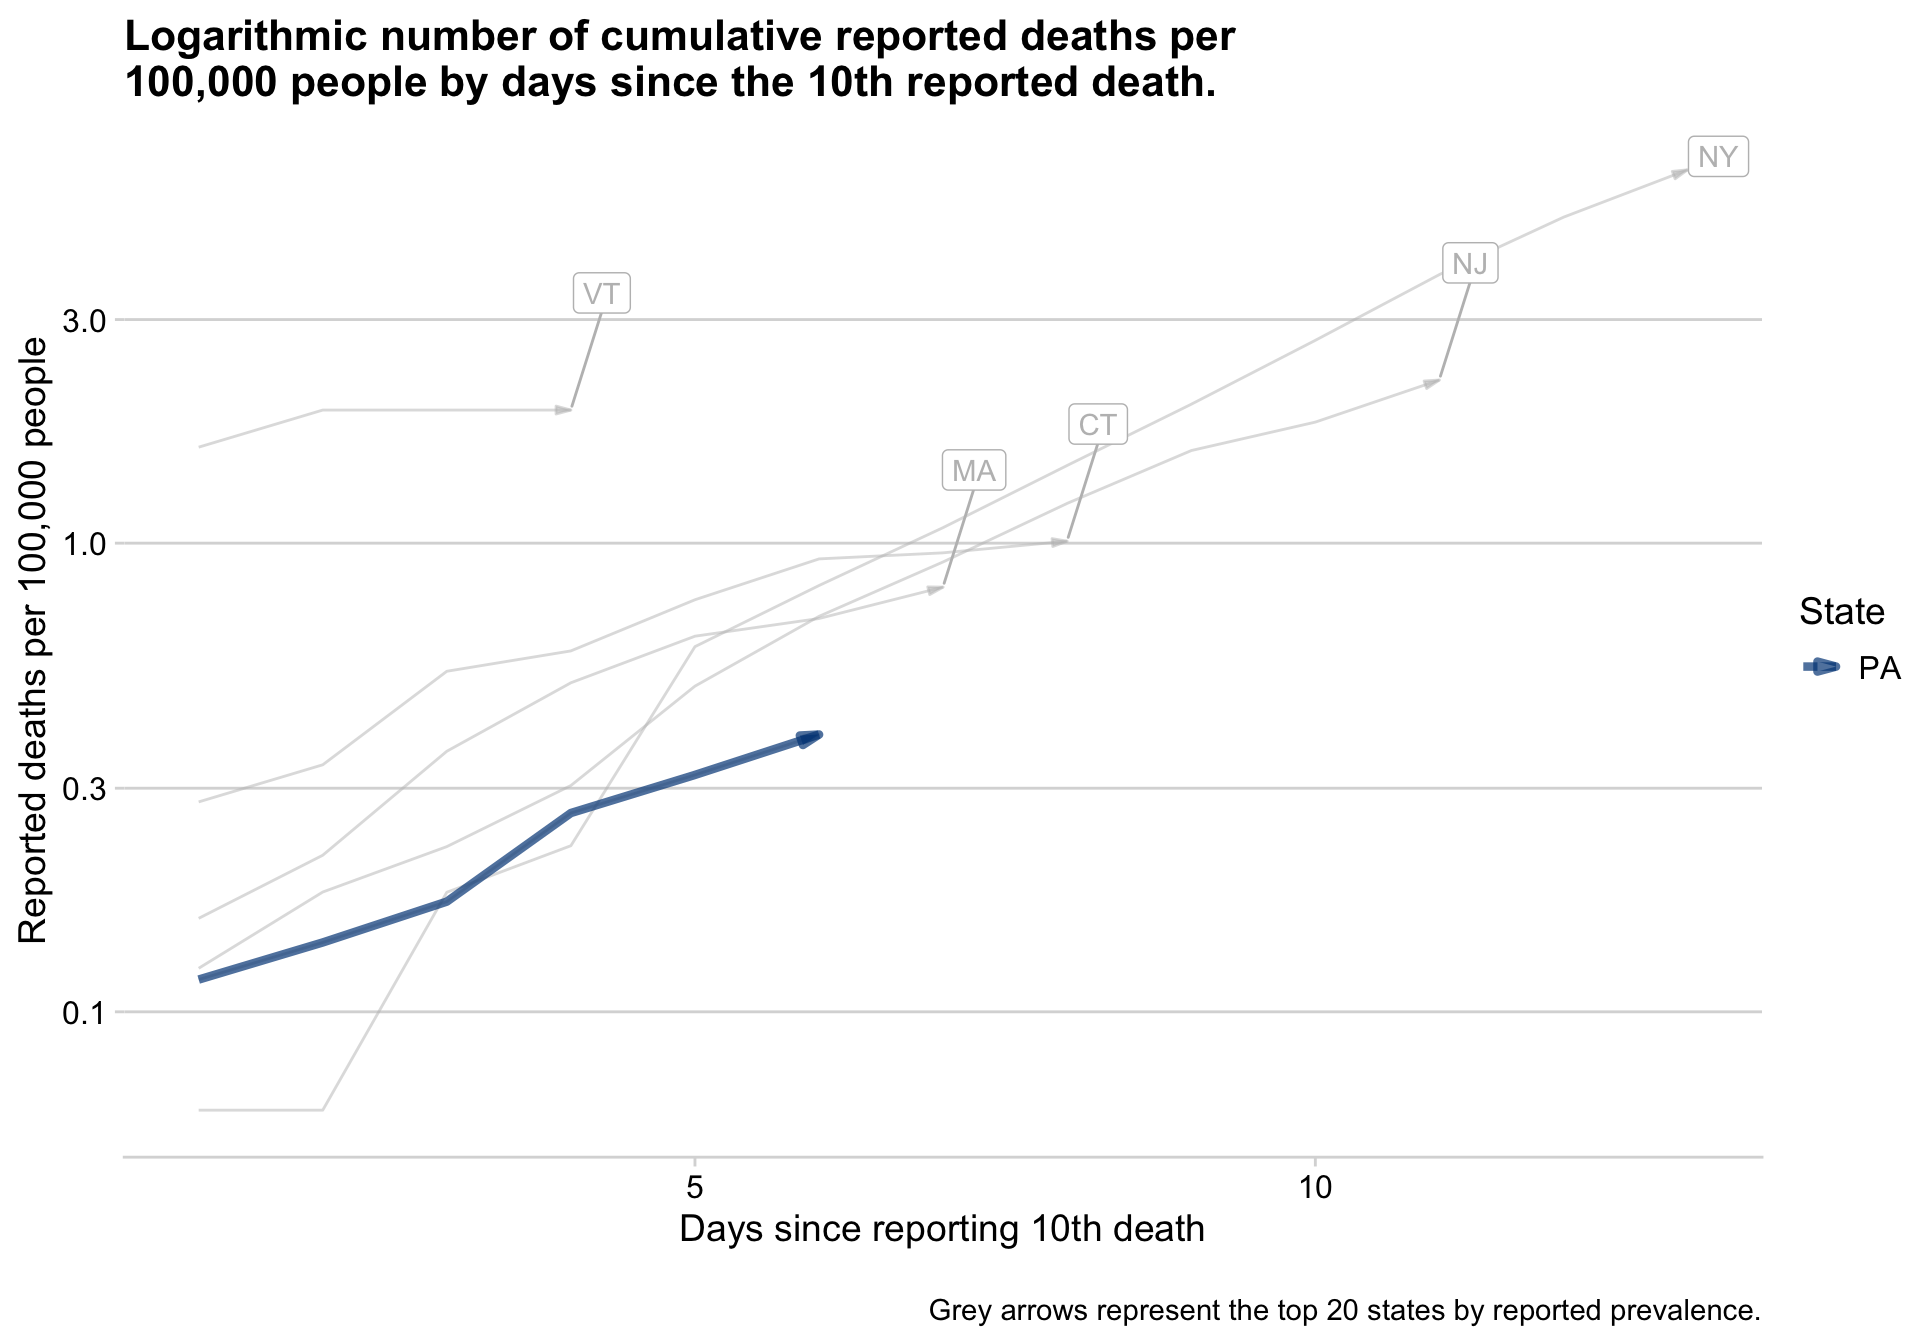 Logarithmic number of cumulative reported deaths per
100,000 people by days since the 10th reported death.
NY
NJ
VT
3.0
CT
MA
1.0
0.3
0.1
Reported deaths per 100,000 people
State
PA
5
10
Days since reporting 10th death
Grey arrows represent the top 20 states by reported prevalence.